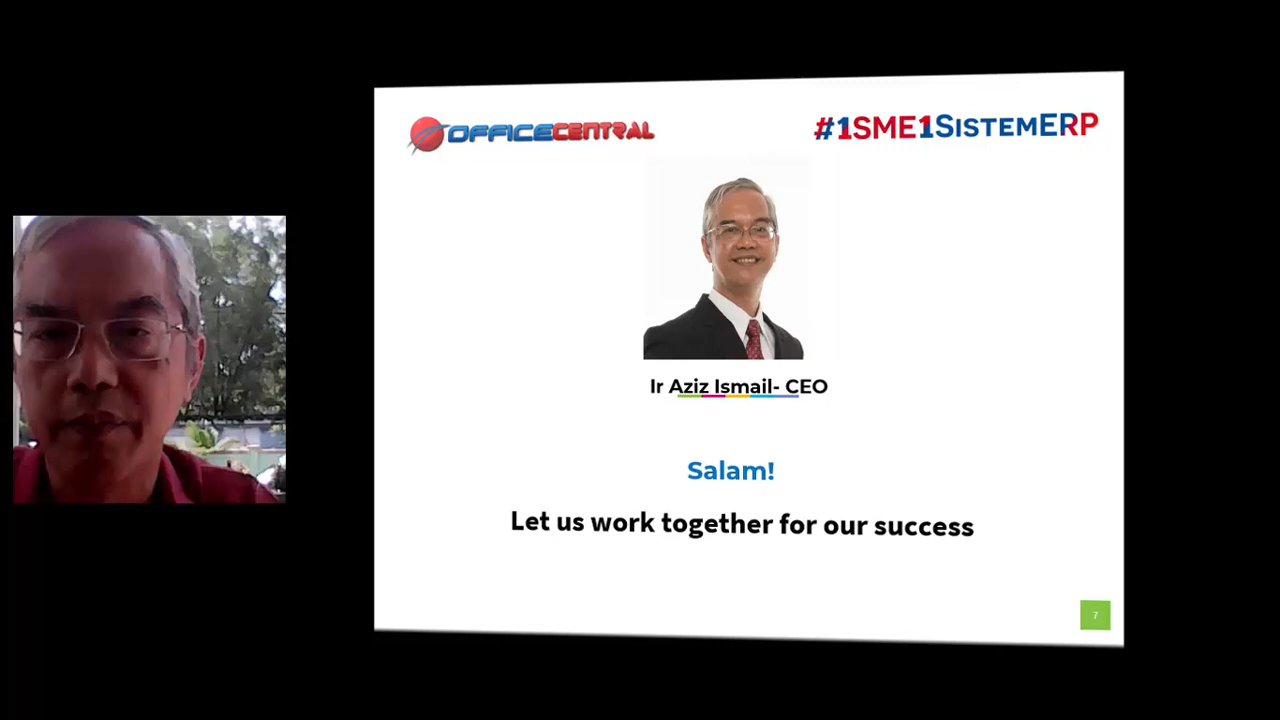 OFFICECENTRAL
#1SME1SISTEMERP
Ir Aziz Ismail- CEO
Salam!
Let us work together for our success
7